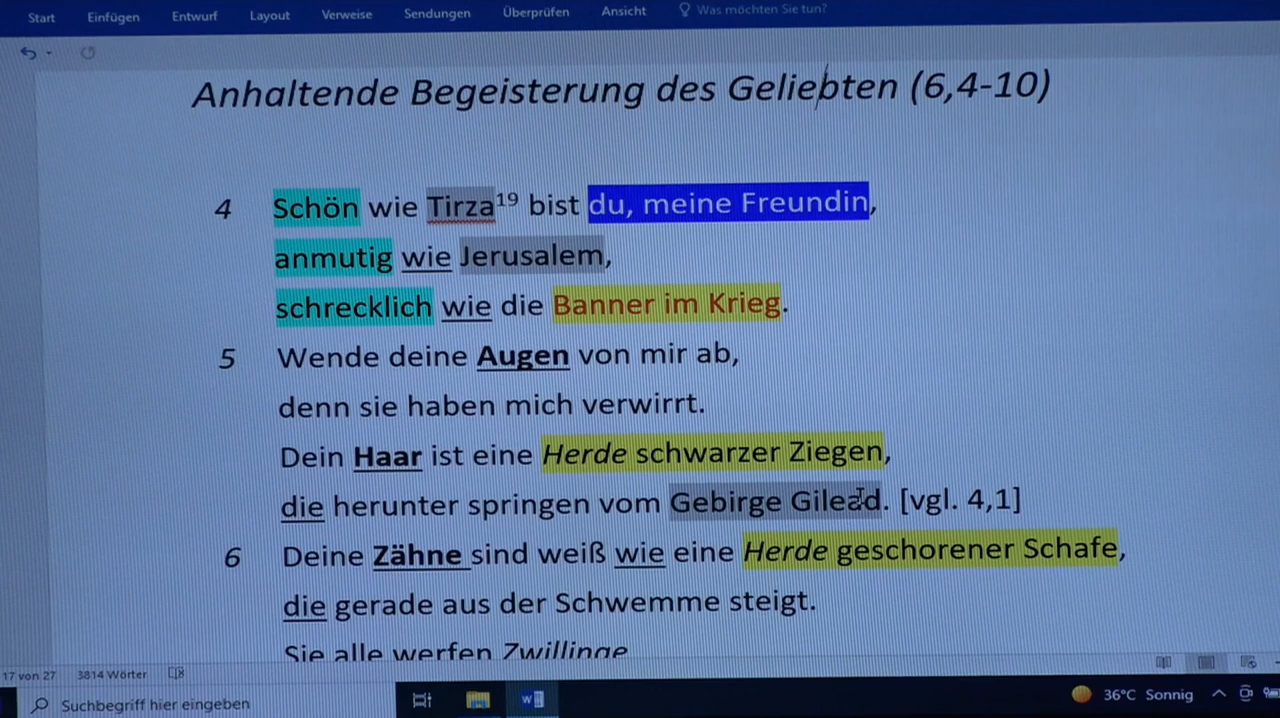 Start Einfügen Entwurf Layout Verweise Sendungen Überprüfen Ansicht Was möchten Sie tun?
Anhaltende Begeisterung des Geliebten (6,4-10)
4 Schön wie Tirza19 bist du, meine Freundin,
anmutig wie Jerusalem,
schrecklich wie die Banner im Krieg.
5 Wende deine Augen von mir ab,
denn sie haben mich verwirrt.
Dein Haar ist eine Herde schwarzer Ziegen,
die herunter springen vom Gebirge Gilead. [vgl. 4,1]
6 Deine Zähne sind weiß wie eine Herde geschorener Schafe,
die gerade aus der Schwemme steigt.
Sie alle werfen Zwillinge
17 von 27 3814 Wörter
Suchbegriff hier eingeben W 36°C Sonnig